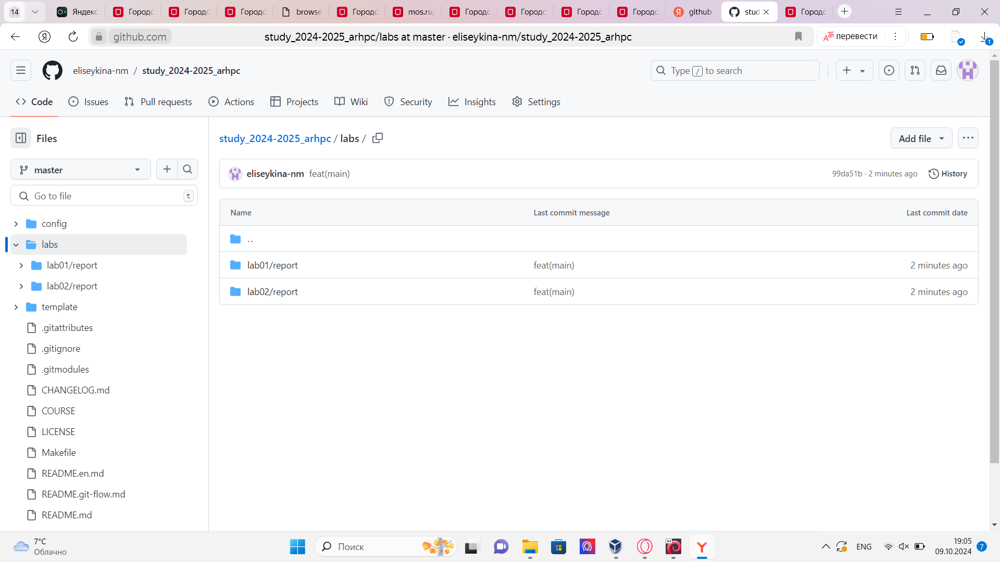 14
Яндекс
Городс
Городс
Городс
browse
Городс
mos.ru/
Городс
Городс
Городс
Городс
github
stud
Городс
github.com
study_2024-2025_arhpc/labs at master · eliseykina-nm/study_2024-2025_arhpc
перевести
1
eliseykina-nm / study_2024-2025_arhpc
Type / to search
Code
Issues
Pull requests
Actions
Projects
Wiki
Security
Insights
Settings
Files
master
Go to file
t
config
labs
lab01/report
lab02/report
template
.gitattributes
.gitignore
.gitmodules
CHANGELOG.md
COURSE
LICENSE
Makefile
README.en.md
README.git-flow.md
README.md
study_2024-2025_arhpc / labs /
Add file
eliseykina-nm feat(main)
99da51b · 2 minutes ago
History
Name Last commit message Last commit date
..
lab01/report feat(main) 2 minutes ago
lab02/report feat(main) 2 minutes ago
7°C
Облачно
Поиск
64
ENG
19:05
09.10.2024
7